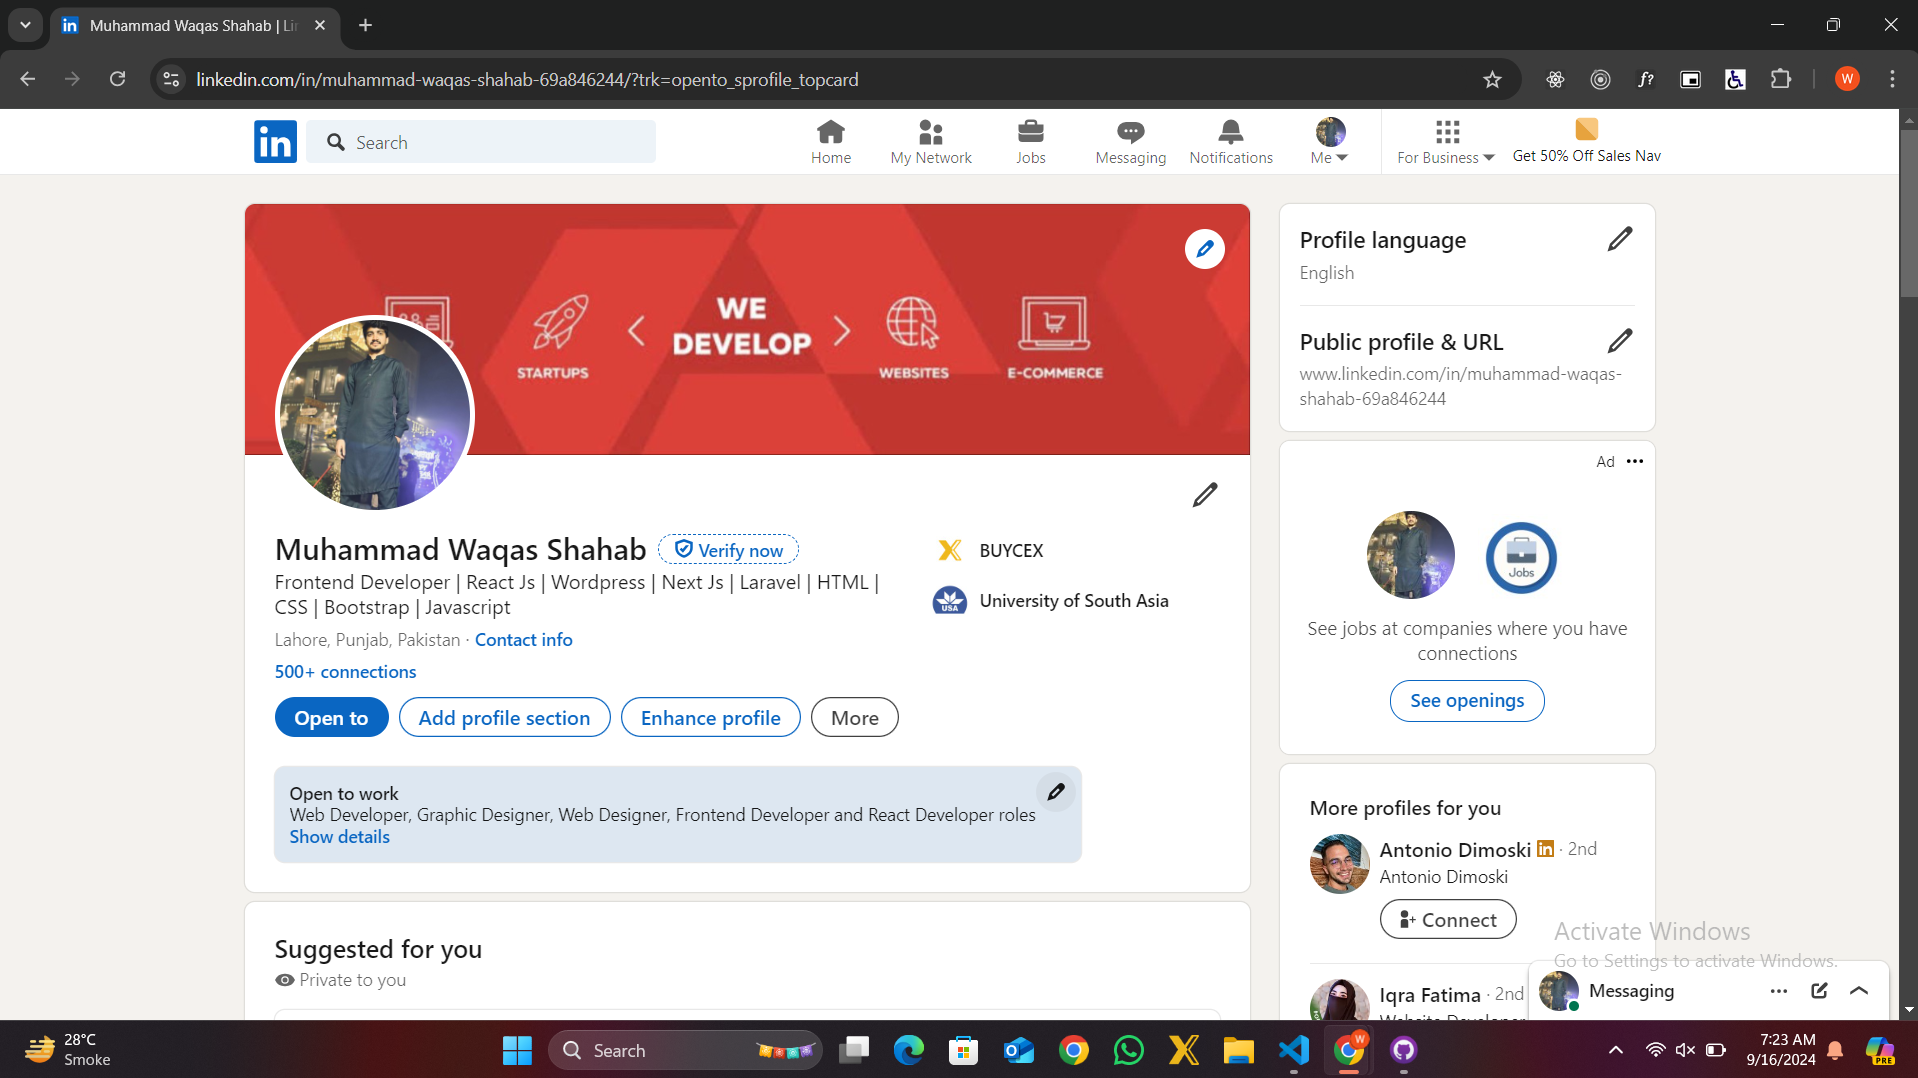 Muhammad Waqas Shahab | Lin
linkedin.com/in/muhammad-waqas-shahab-69a846244/?trk=opento_sprofile_topcard
f?
W
in
Search
Home
My Network
Jobs
Messaging
Notifications
Me
For Business
Get 50% Off Sales Nav
WE
DEVELOP
STARTUPS
WEBSITES
E-COMMERCE
Muhammad Waqas Shahab
Verify now
Frontend Developer | React Js | Wordpress | Next Js | Laravel | HTML |
CSS | Bootstrap | Javascript
Lahore, Punjab, Pakistan · Contact info
500+ connections
BUYCEX
USA
University of South Asia
Open to
Add profile section
Enhance profile
More
Open to work
Web Developer, Graphic Designer, Web Designer, Frontend Developer and React Developer roles
Show details
Suggested for you
Private to you
Profile language
English
Public profile & URL
www.linkedin.com/in/muhammad-waqas-
shahab-69a846244
Ad
Jobs
See jobs at companies where you have
connections
See openings
More profiles for you
Antonio Dimoski in · 2nd
Antonio Dimoski
Connect
Iqra Fatima · 2nd
Website Developer
Activate Windows
Go to Settings to activate Windows.
Messaging
28°C
Smoke
Search
W
7:23 AM
9/16/2024
PRE